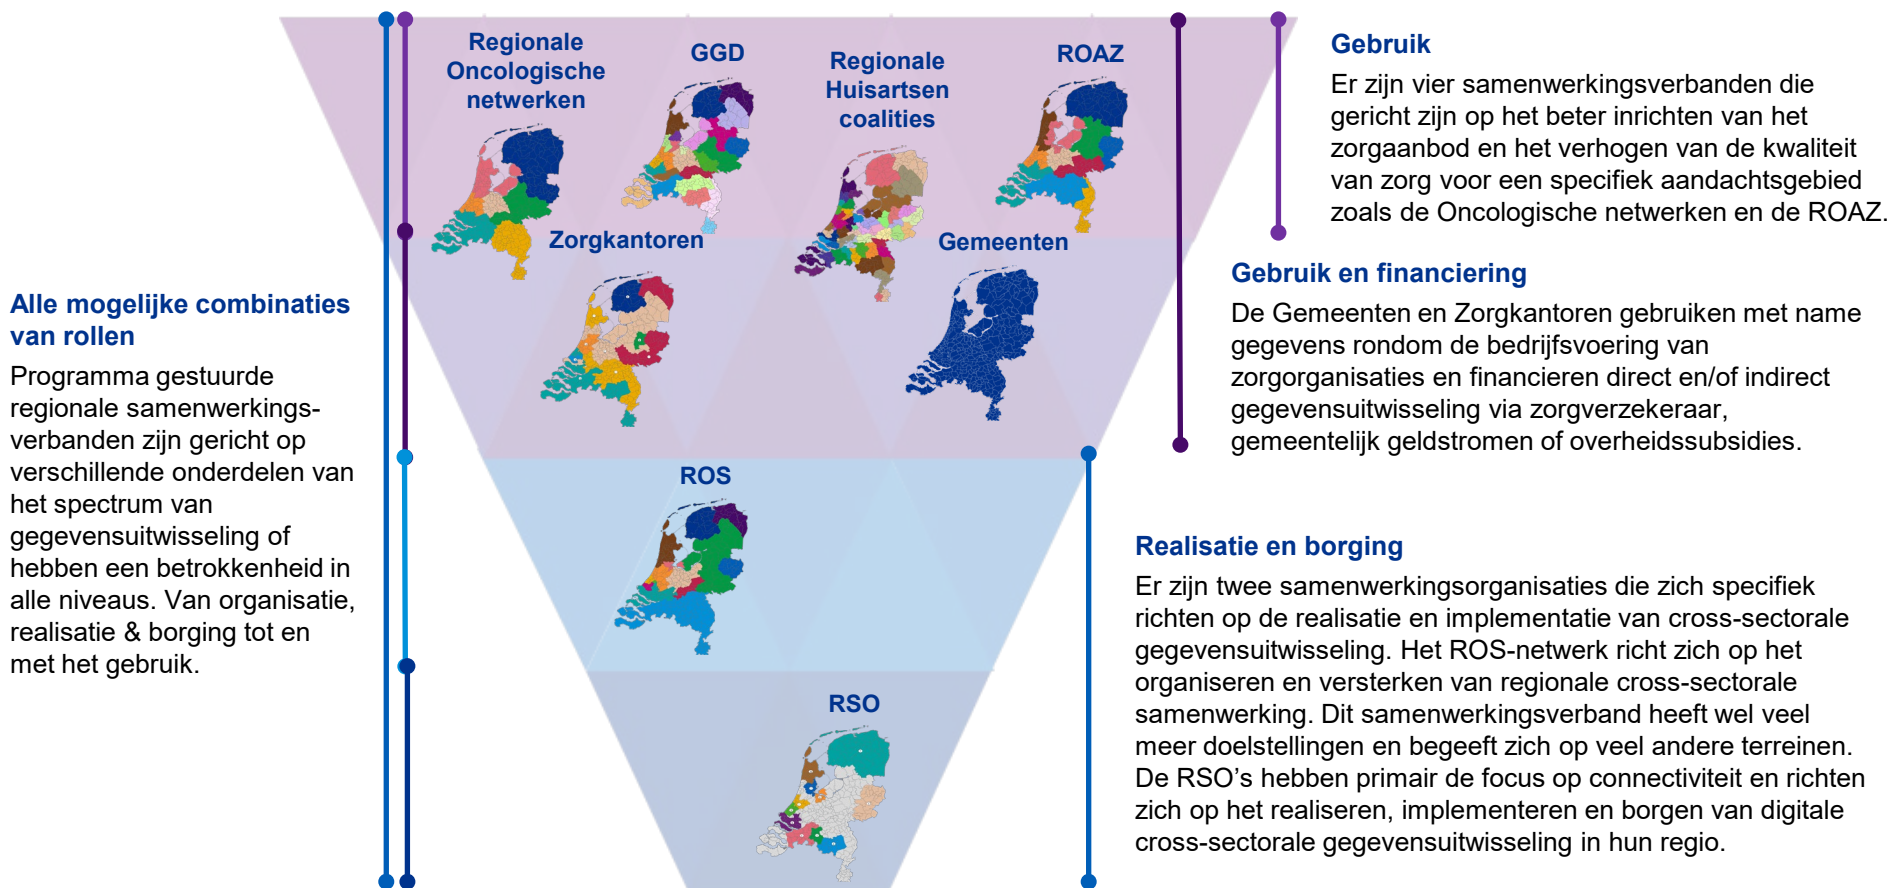 Alle mogelijke combinaties
van rollen
Programma gestuurde
regionale samenwerkings-
verbanden zijn gericht op
verschillende onderdelen van
het spectrum van
gegevensuitwisseling of
hebben een betrokkenheid in
alle niveaus. Van organisatie,
realisatie & borging tot en
met het gebruik.
Regionale
Oncologische
netwerken
GGD
Regionale
Huisartsen
coalities
ROAZ
Zorgkantoren
Gemeenten
ROS
RSO
Gebruik
Er zijn vier samenwerkingsverbanden die
gericht zijn op het beter inrichten van het
zorgaanbod en het verhogen van de kwaliteit
van zorg voor een specifiek aandachtsgebied
zoals de Oncologische netwerken en de ROAZ.
Gebruik en financiering
De Gemeenten en Zorgkantoren gebruiken met name
gegevens rondom de bedrijfsvoering van
zorgorganisaties en financieren direct en/of indirect
gegevensuitwisseling via zorgverzekeraar,
gemeentelijk geldstromen of overheidssubsidies.
Realisatie en borging
Er zijn twee samenwerkingsorganisaties die zich specifiek
richten op de realisatie en implementatie van cross-sectorale
gegevensuitwisseling. Het ROS-netwerk richt zich op het
organiseren en versterken van regionale cross-sectorale
samenwerking. Dit samenwerkingsverband heeft wel veel
meer doelstellingen en begeeft zich op veel andere terreinen.
De RSO’s hebben primair de focus op connectiviteit en richten
zich op het realiseren, implementeren en borgen van digitale
cross-sectorale gegevensuitwisseling in hun regio.